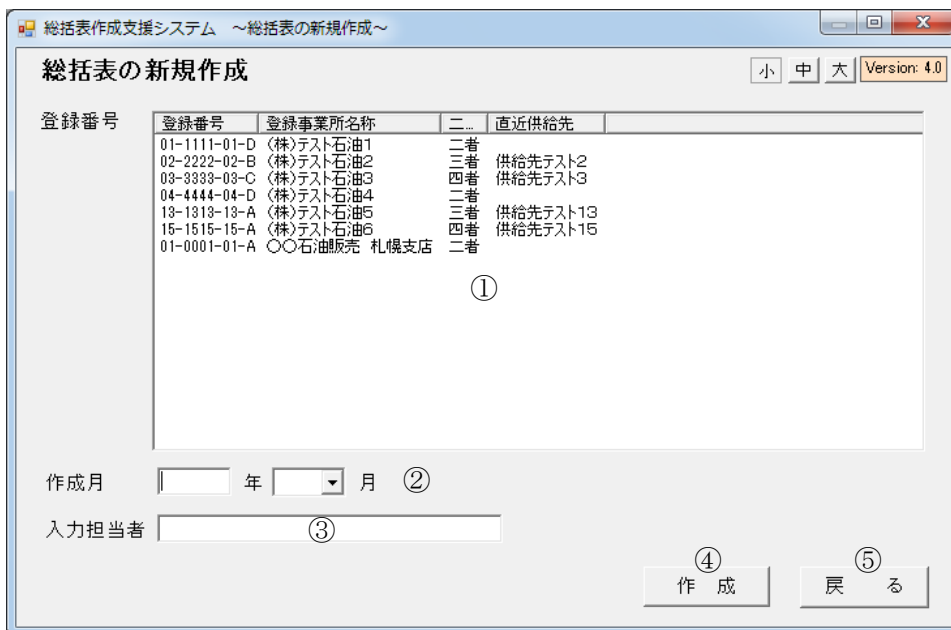 総括表作成支援システム ～総括表の新規作成～
総括表の新規作成
小 中 大 Version: 4.0
登録番号
登録番号 登録事業所名称 二... 直近供給先
01-1111-01-D (株)テスト石油1 二者
02-2222-02-B (株)テスト石油2 三者 供給先テスト2
03-3333-03-C (株)テスト石油3 四者 供給先テスト3
04-4444-04-D (株)テスト石油4 二者
13-1313-13-A (株)テスト石油5 三者 供給先テスト13
15-1515-15-A (株)テスト石油6 四者 供給先テスト15
01-0001-01-A 〇〇石油販売 札幌支店 二者
①
作成月 年 月 ②
入力担当者 ③
④ ⑤
作 成 戻 る